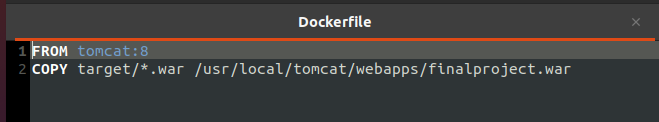 Dockerfile
1 FROM tomcat:8
2 COPY target/*.war /usr/local/tomcat/webapps/finalproject.war